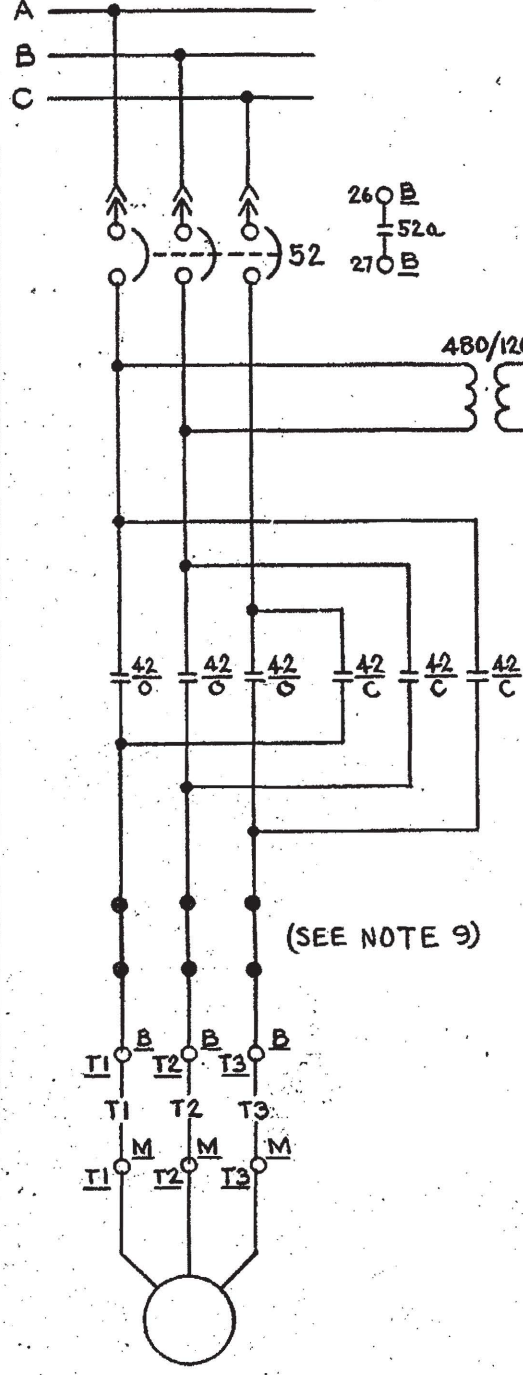 A
B
C
52
26 B
52a
27 B
480/120
42/O 42/O 42/O 42/C 42/C 42/C
(SEE NOTE 9)
B B B
T1 T2 T3
T1 T2 T3
M M M
T1 T2 T3